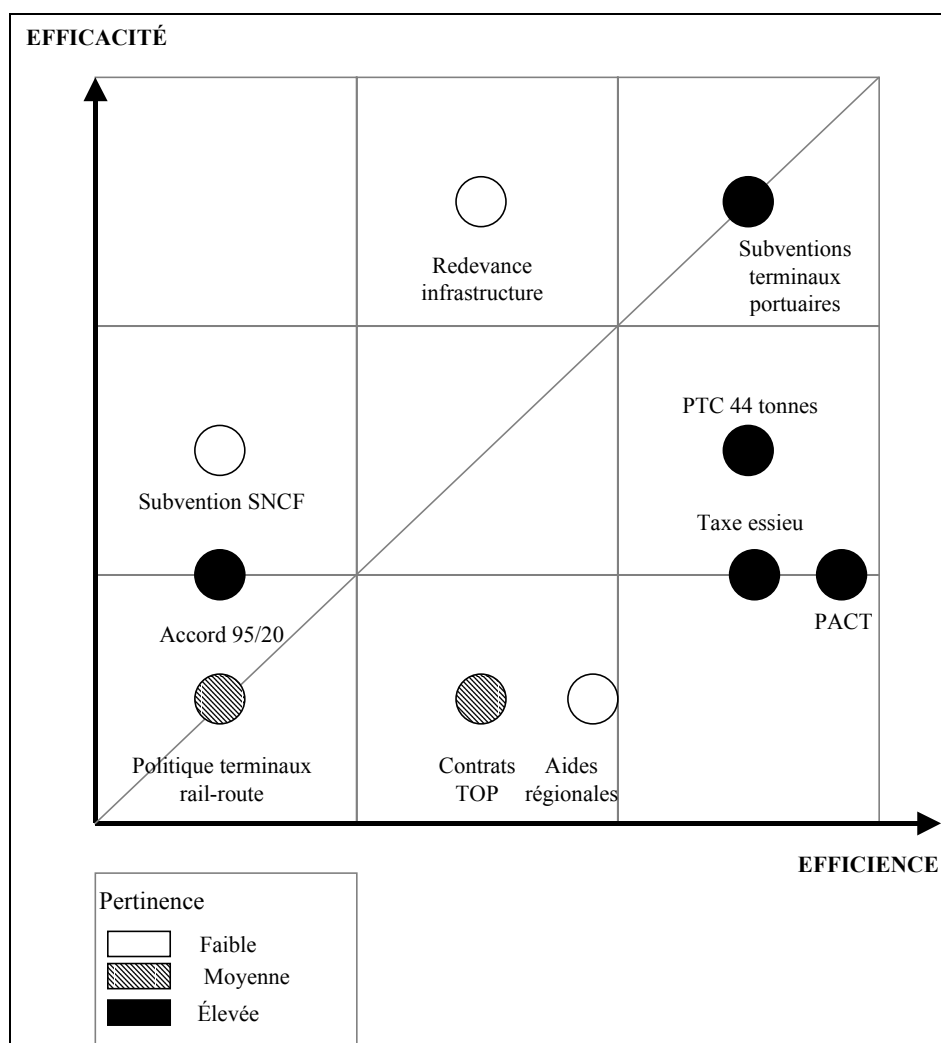 EFFICACITÉ
Redevance
infrastructure
Subventions
terminaux
portuaires
PTC 44 tonnes
Subvention SNCF
Taxe essieu
Accord 95/20
PACT
Politique terminaux
rail-route
Contrats
TOP
Aides
régionales
EFFICIENCE
Pertinence
Faible
Moyenne
Élevée